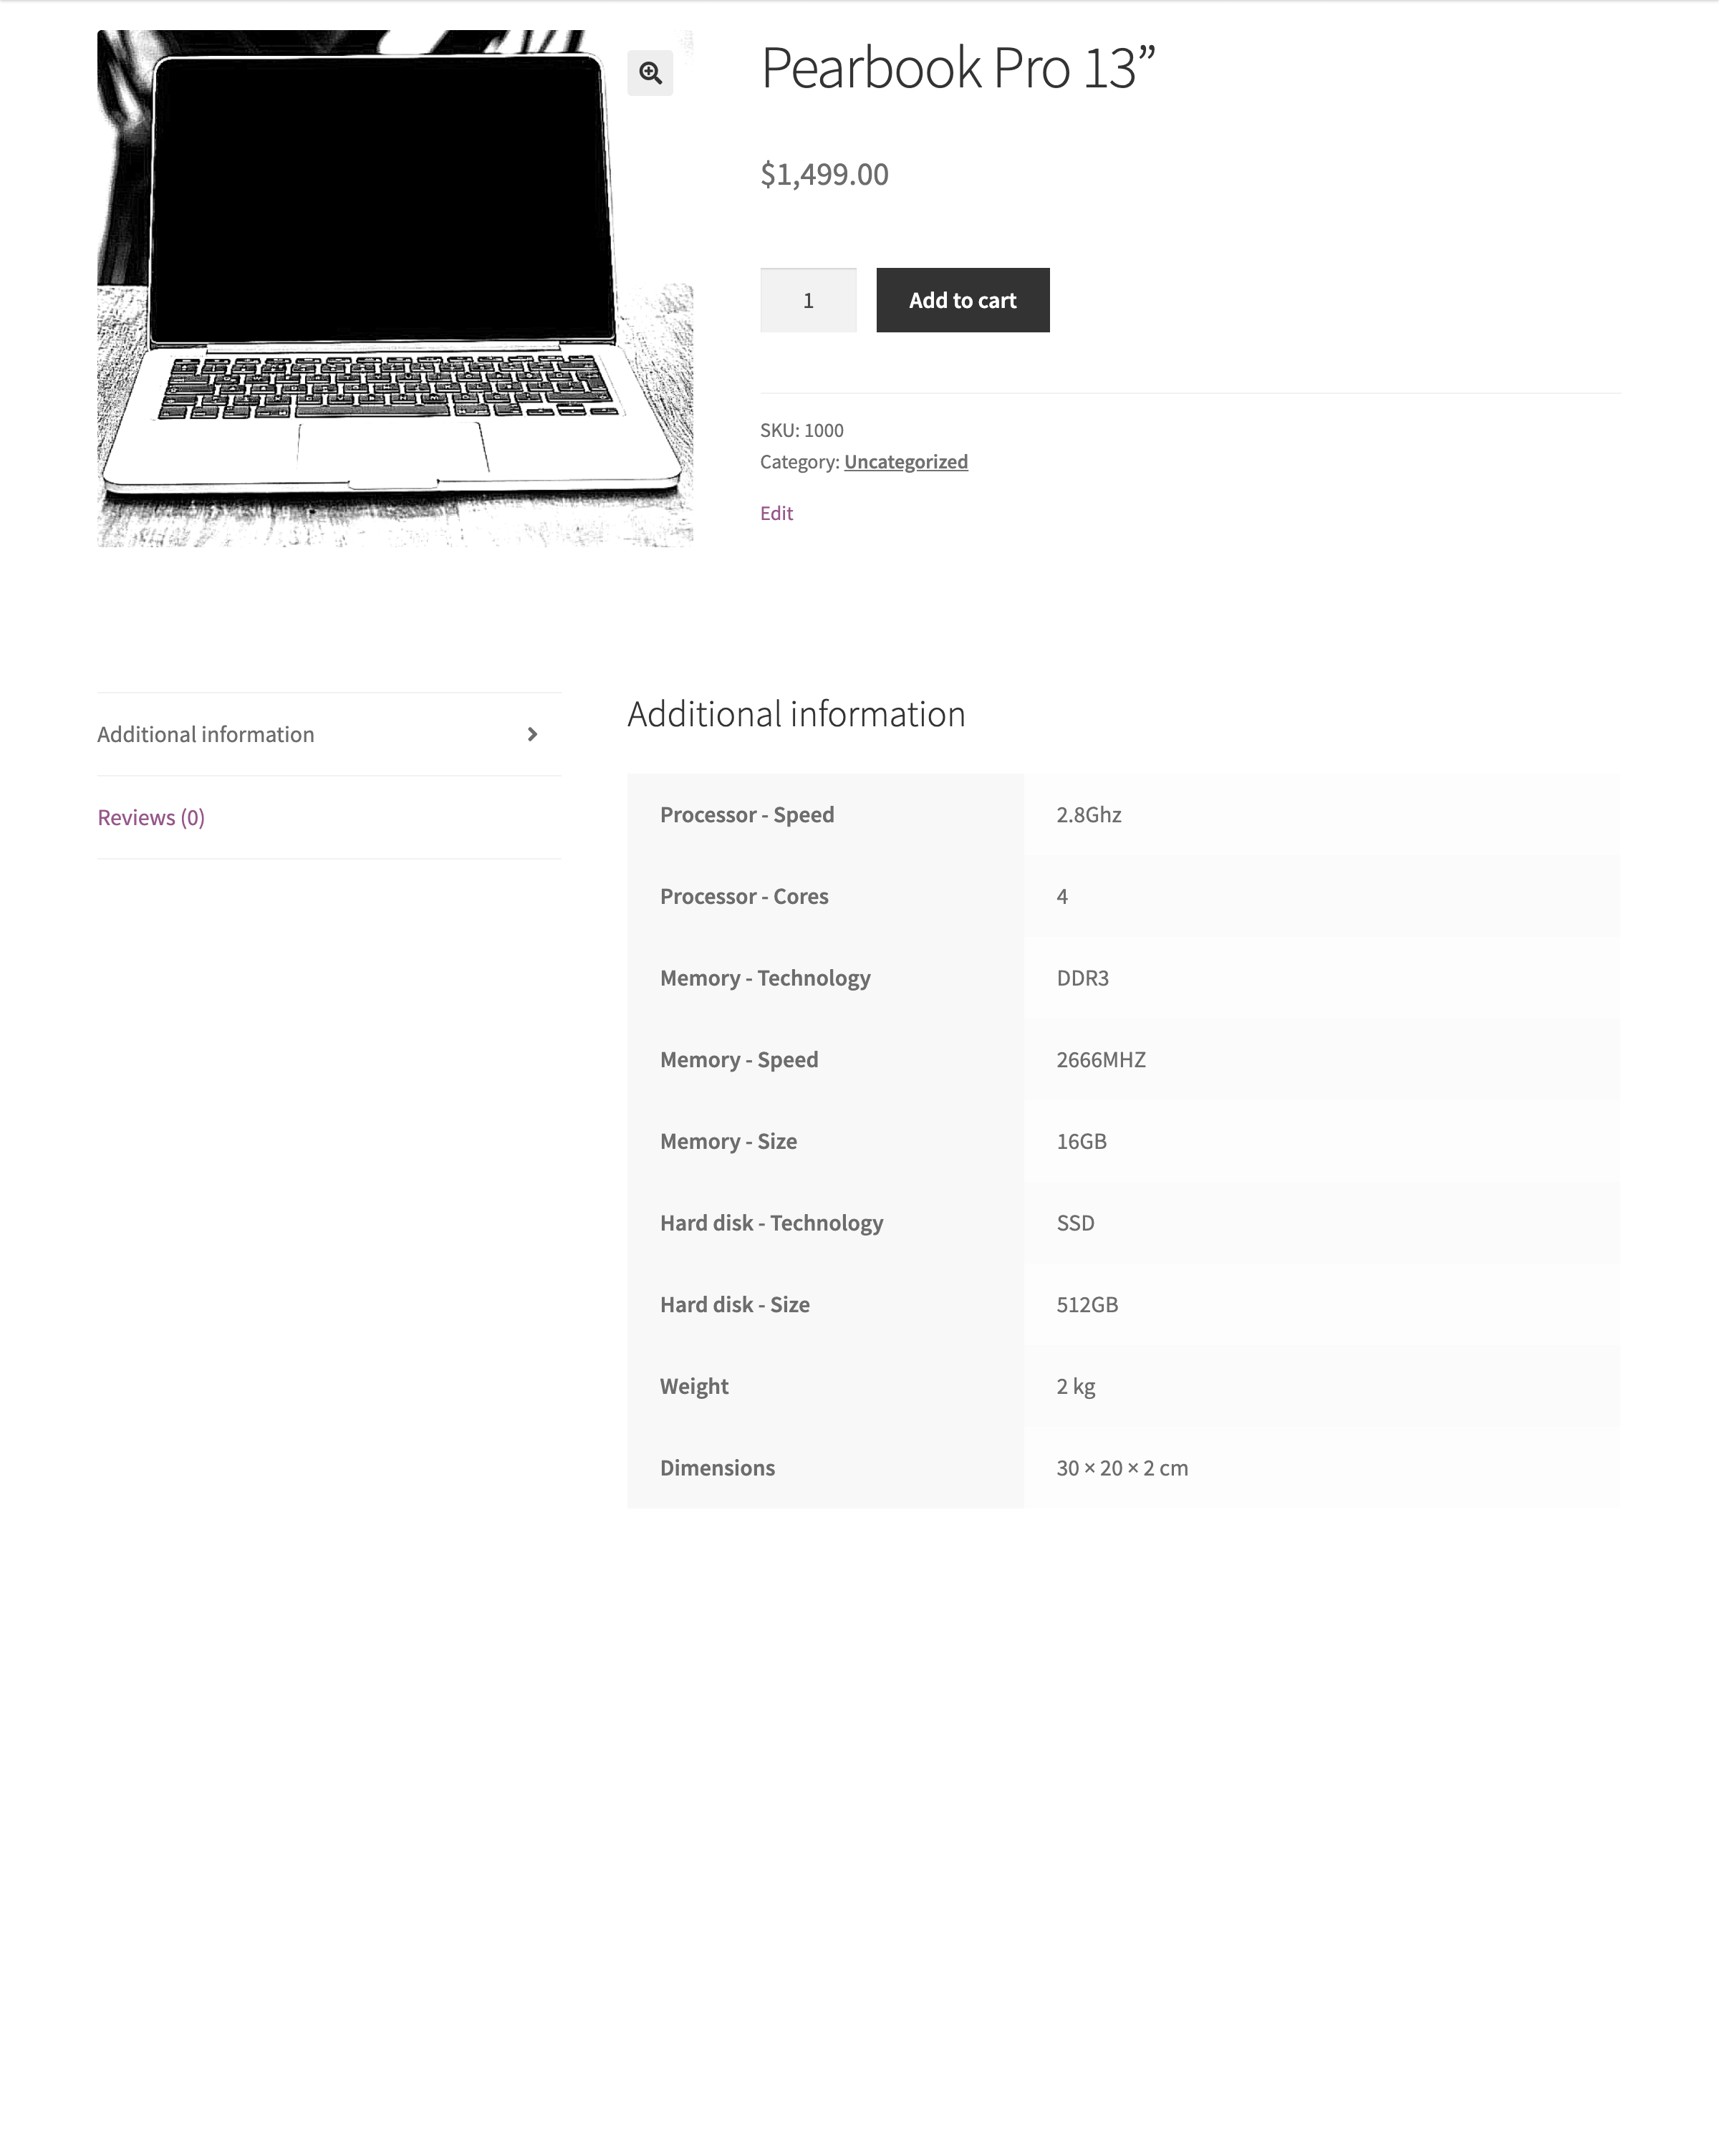 Pearbook Pro 13”
$1,499.00
1
Add to cart
SKU: 1000
Category: Uncategorized
Edit
Additional information
Reviews (0)
Additional information
Processor - Speed 2.8Ghz
Processor - Cores 4
Memory - Technology DDR3
Memory - Speed 2666MHZ
Memory - Size 16GB
Hard disk - Technology SSD
Hard disk - Size 512GB
Weight 2 kg
Dimensions 30 × 20 × 2 cm